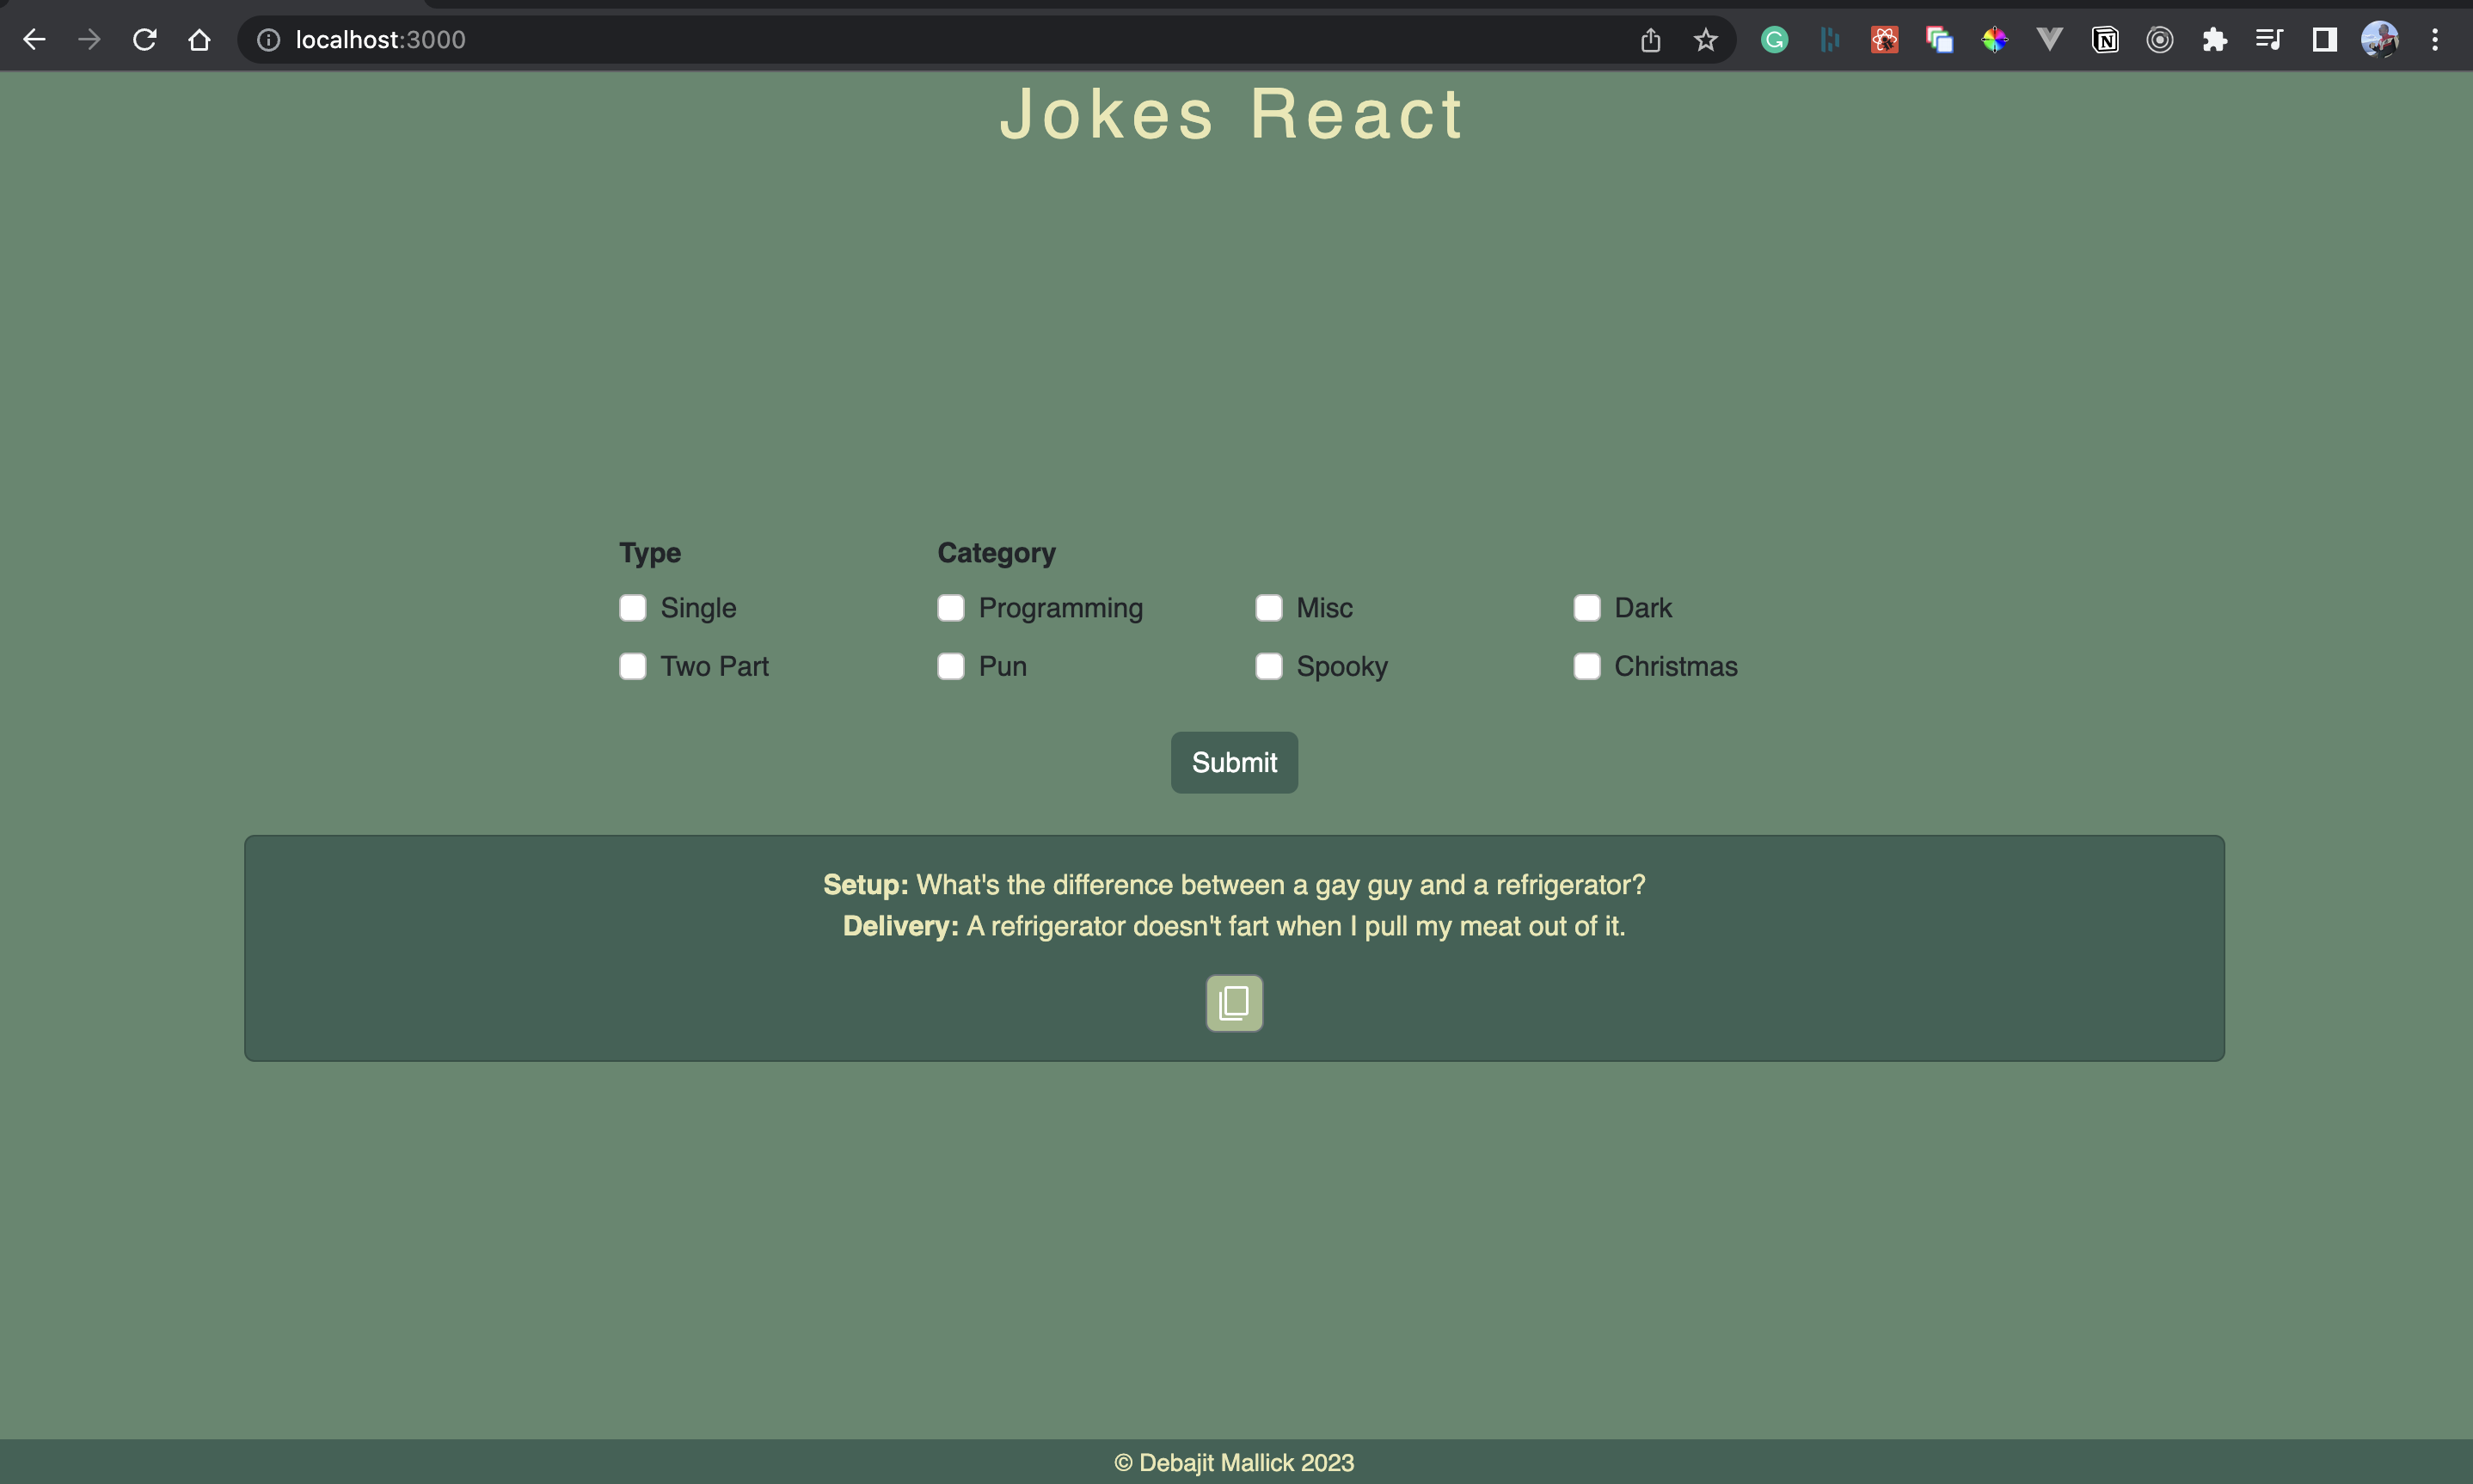 localhost:3000
Jokes React
Type
Category
Single
Programming
Misc
Dark
Two Part
Pun
Spooky
Christmas
Submit
Setup: What's the difference between a gay guy and a refrigerator?
Delivery: A refrigerator doesn't fart when I pull my meat out of it.
© Debajit Mallick 2023